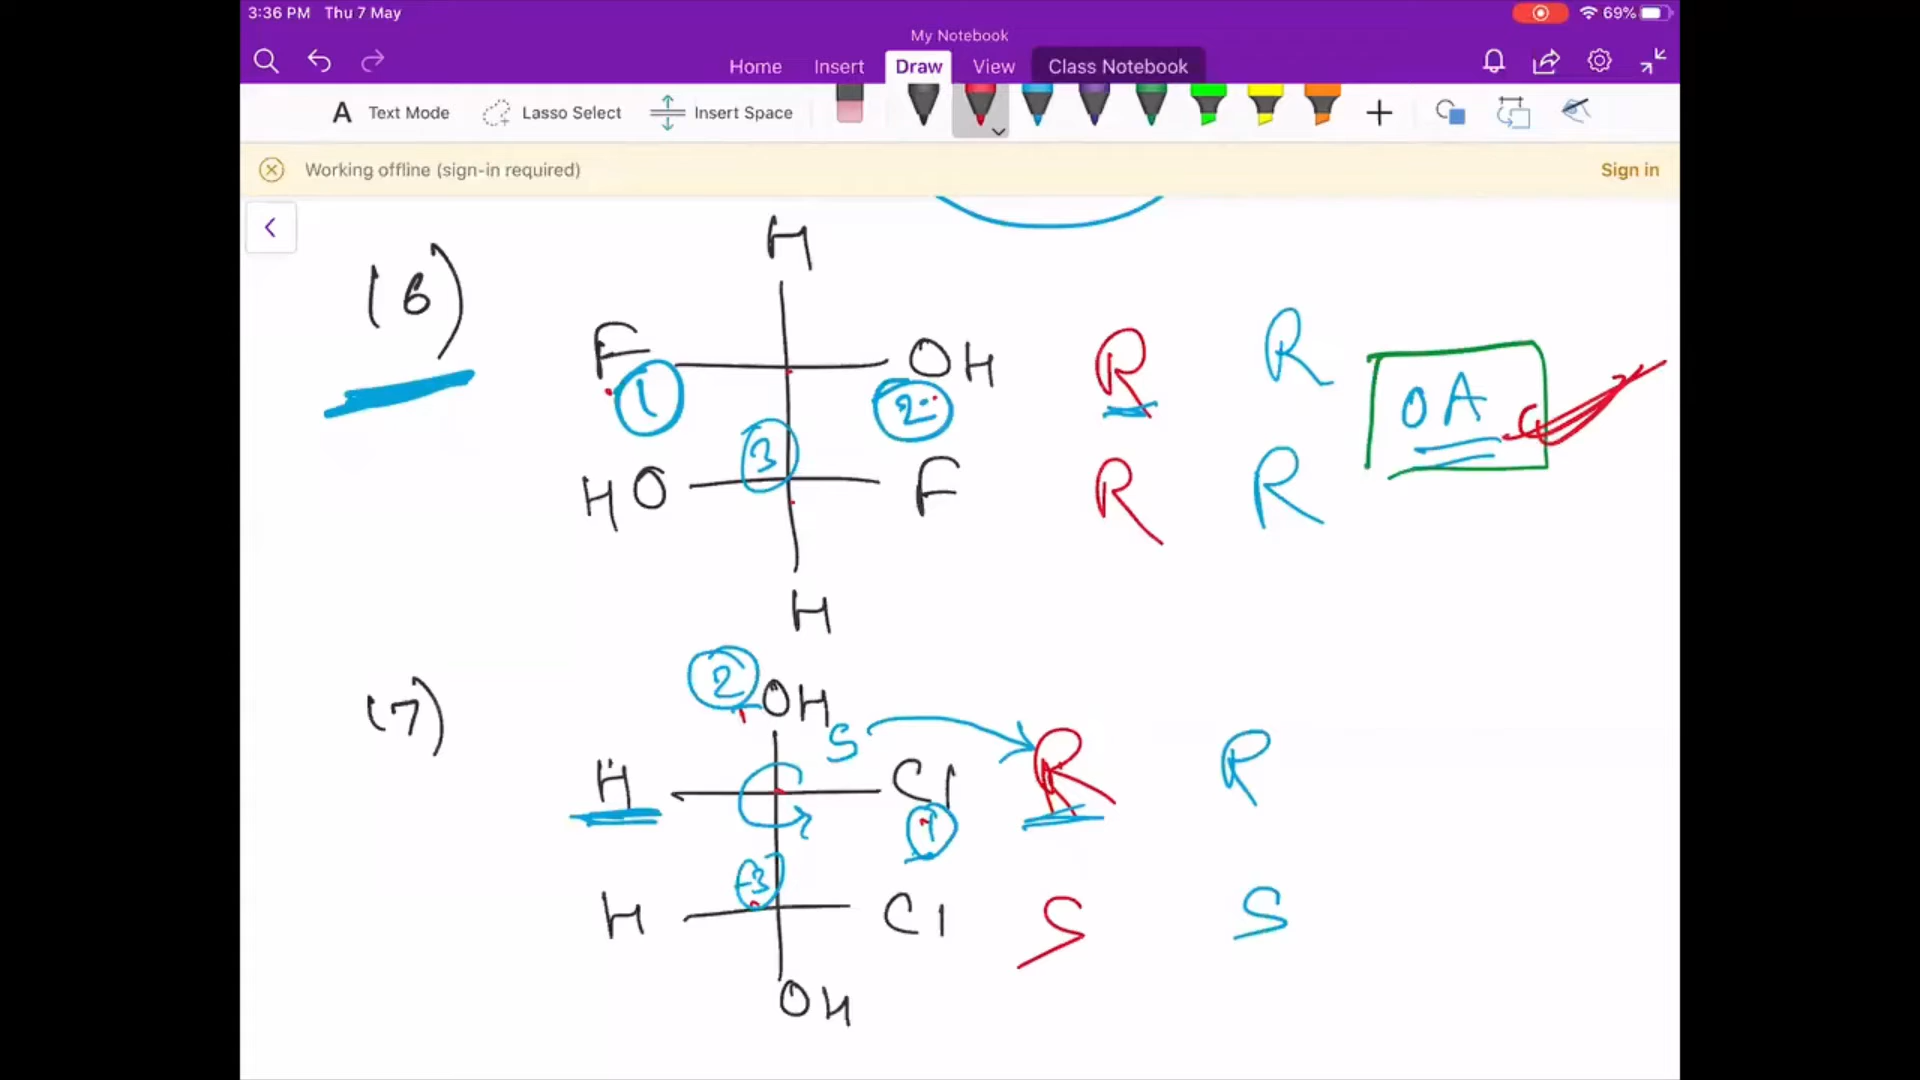 3:36 PM Thu 7 May
69%
My Notebook
Home Insert Draw View Class Notebook
A Text Mode Lasso Select Insert Space
Working offline (sign-in required) Sign in
H
(6)
F OH R R
1 2 OA
3
HO F R R
H
2 OH
(7) S
H Cl R R
1
3
H Cl S S
OH